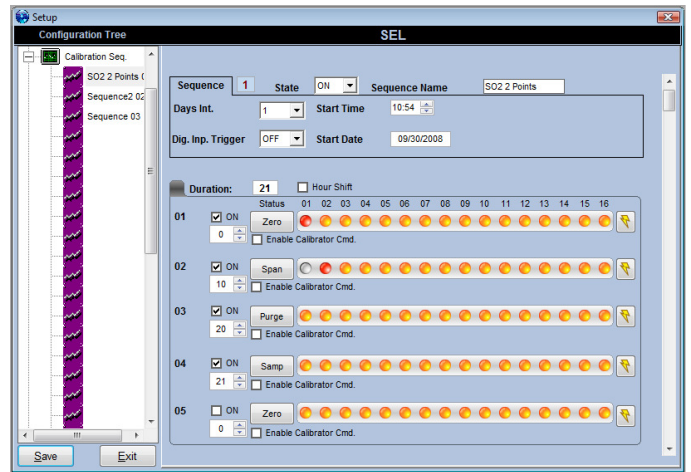 Setup
Configuration Tree SEL
Calibration Seq.
SO2 2 Points (
Sequence2 02
Sequence 03
Sequence 1 State ON Sequence Name SO2 2 Points
Days Int. 1 Start Time 10:54
Dig. Inp. Trigger OFF Start Date 09/30/2008
Duration: 21 Hour Shift
Status 01 02 03 04 05 06 07 08 09 10 11 12 13 14 15 16
01 ON Zero
0 Enable Calibrator Cmd.
02 ON Span
10 Enable Calibrator Cmd.
03 ON Purge
20 Enable Calibrator Cmd.
04 ON Samp
21 Enable Calibrator Cmd.
05 ON Zero
0 Enable Calibrator Cmd.
Save Exit